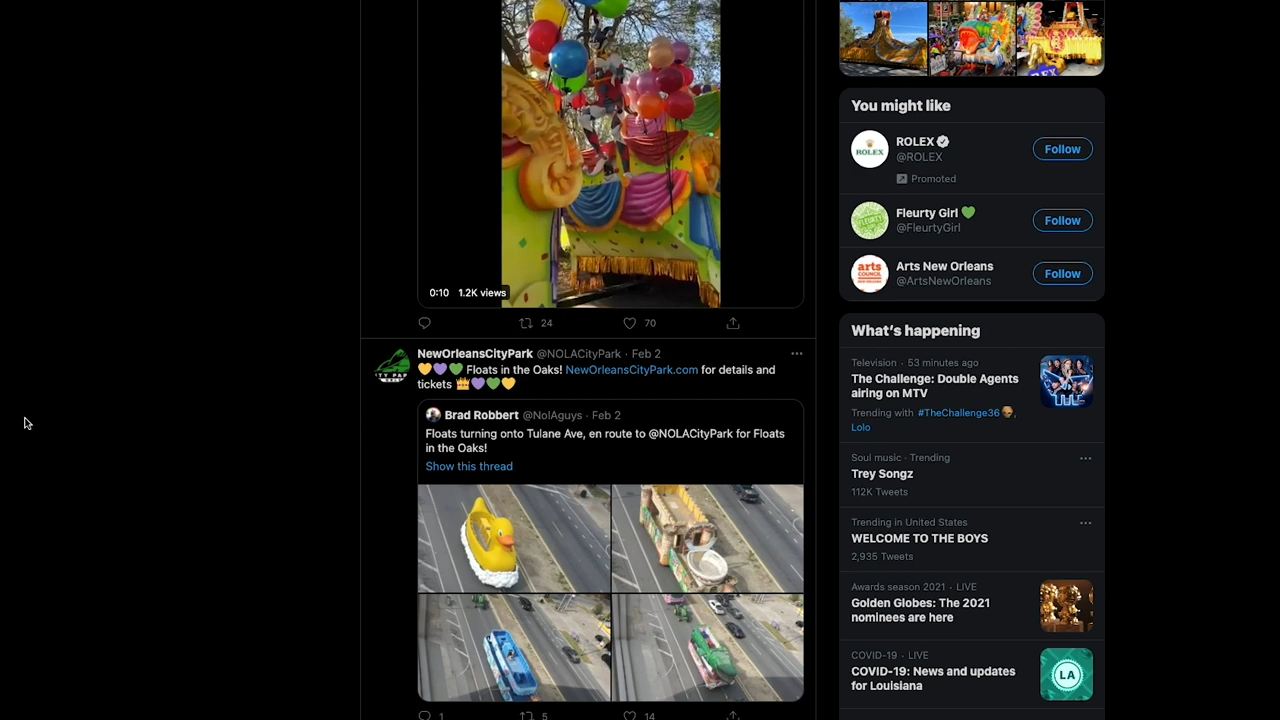 0:10 1.2K views
24 70
NewOrleansCityPark @NOLACityPark · Feb 2
💛💜💚 Floats in the Oaks! NewOrleansCityPark.com for details and
tickets 👑💜💚💛
Brad Robbert @NolAguys · Feb 2
Floats turning onto Tulane Ave, en route to @NOLACityPark for Floats
in the Oaks!
Show this thread
1 5 14
REX
You might like
ROLEX
ROLEX
@ROLEX
Promoted
Follow
FLEURTY
Fleurty Girl 💚
@FleurtyGirl
Follow
arts
COUNCIL
Arts New Orleans
@ArtsNewOrleans
Follow
What's happening
Television · 53 minutes ago
The Challenge: Double Agents
airing on MTV
Trending with #TheChallenge36,
Lolo
Soul music · Trending
Trey Songz
112K Tweets
Trending in United States
WELCOME TO THE BOYS
2,935 Tweets
Awards season 2021 · LIVE
Golden Globes: The 2021
nominees are here
COVID-19 · LIVE
COVID-19: News and updates
for Louisiana
LA